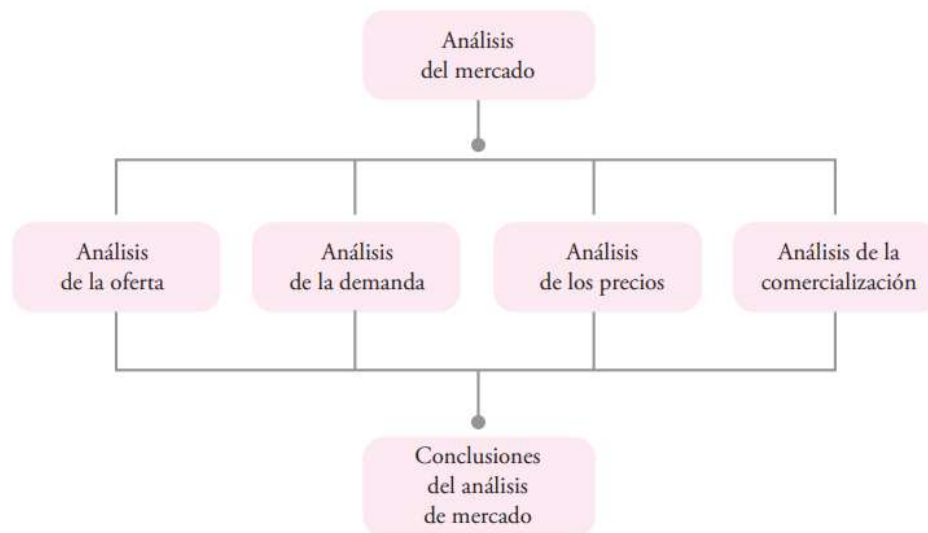 Análisis
del mercado
Análisis
de la oferta
Análisis
de la demanda
Análisis
de los precios
Análisis de la
comercialización
Conclusiones
del análisis
de mercado